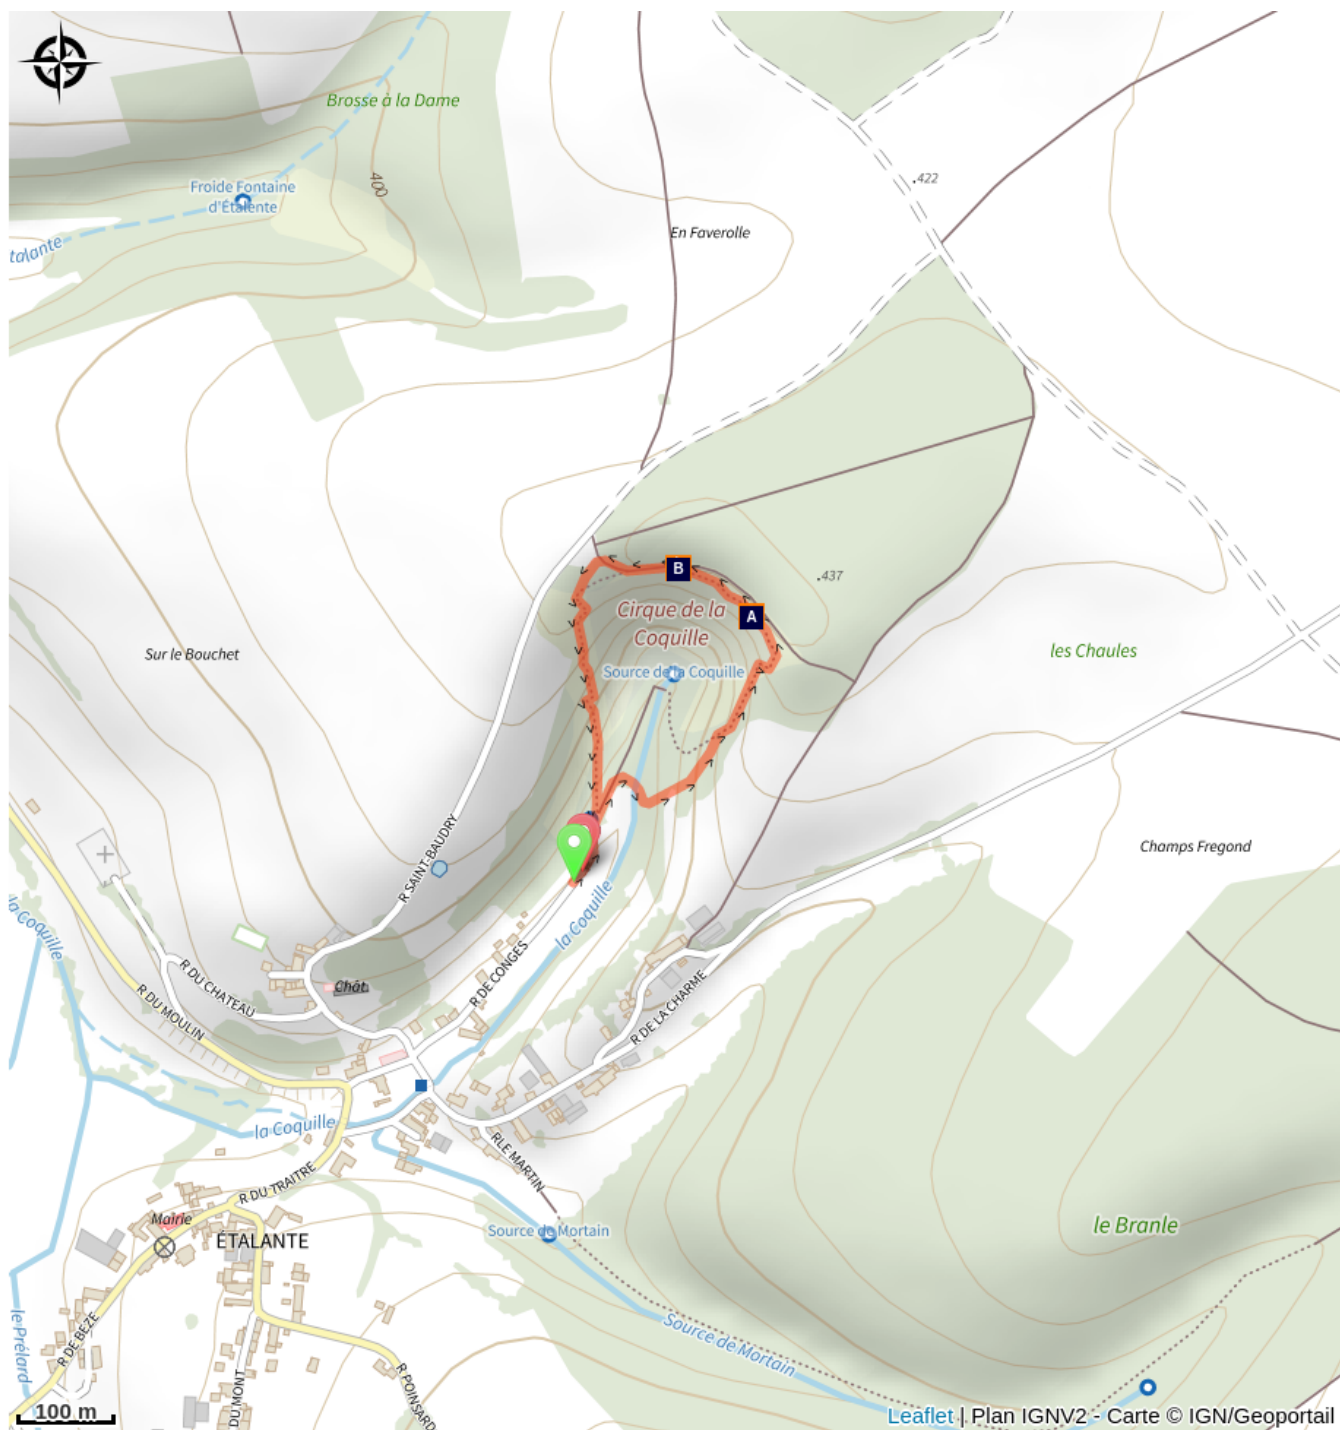 Brosse à la Dame
400
Froide Fontaine
d'Étalente
talante
422
En Faverolle
B
437
A
Cirque de la
Coquille
Source de la Coquille
Sur le Bouchet
les Chaules
R SAINT-BAUDRY
Champs Fregond
la Coquille
la Coquille
R DE CONGES
R DU CHATEAU
Chât.
R DU MOULIN
R DE LA CHARME
la Coquille
RLE MARTIN
R DU TRAITRE
Mairie
ÉTALANTE
Source de Mortain
le Branle
R DE BEZE
le Prélard
Source de Mortain
DU MONT
R POINSARD
100 m
Leaflet | Plan IGNV2 - Carte © IGN/Geoportail